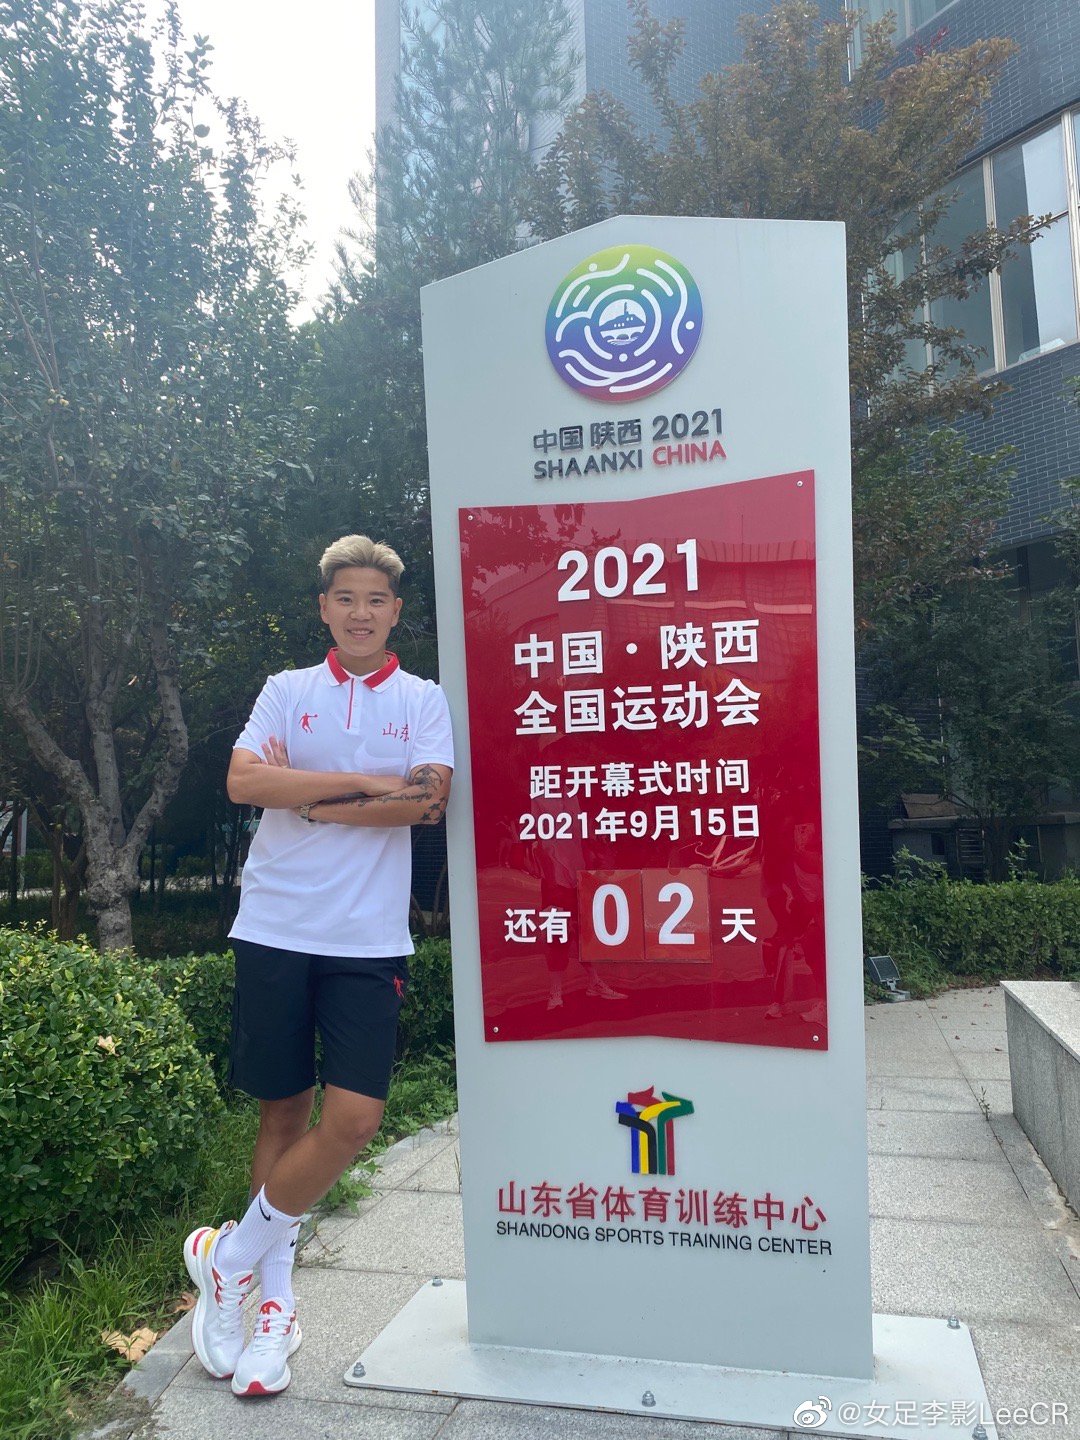 中国 陕西 2021
SHAANXI CHINA
2021
中国·陕西
全国运动会
距开幕式时间
2021年9月15日
还有 02 天
山东
山东省体育训练中心
SHANDONG SPORTS TRAINING CENTER
@女足李影LeeCR